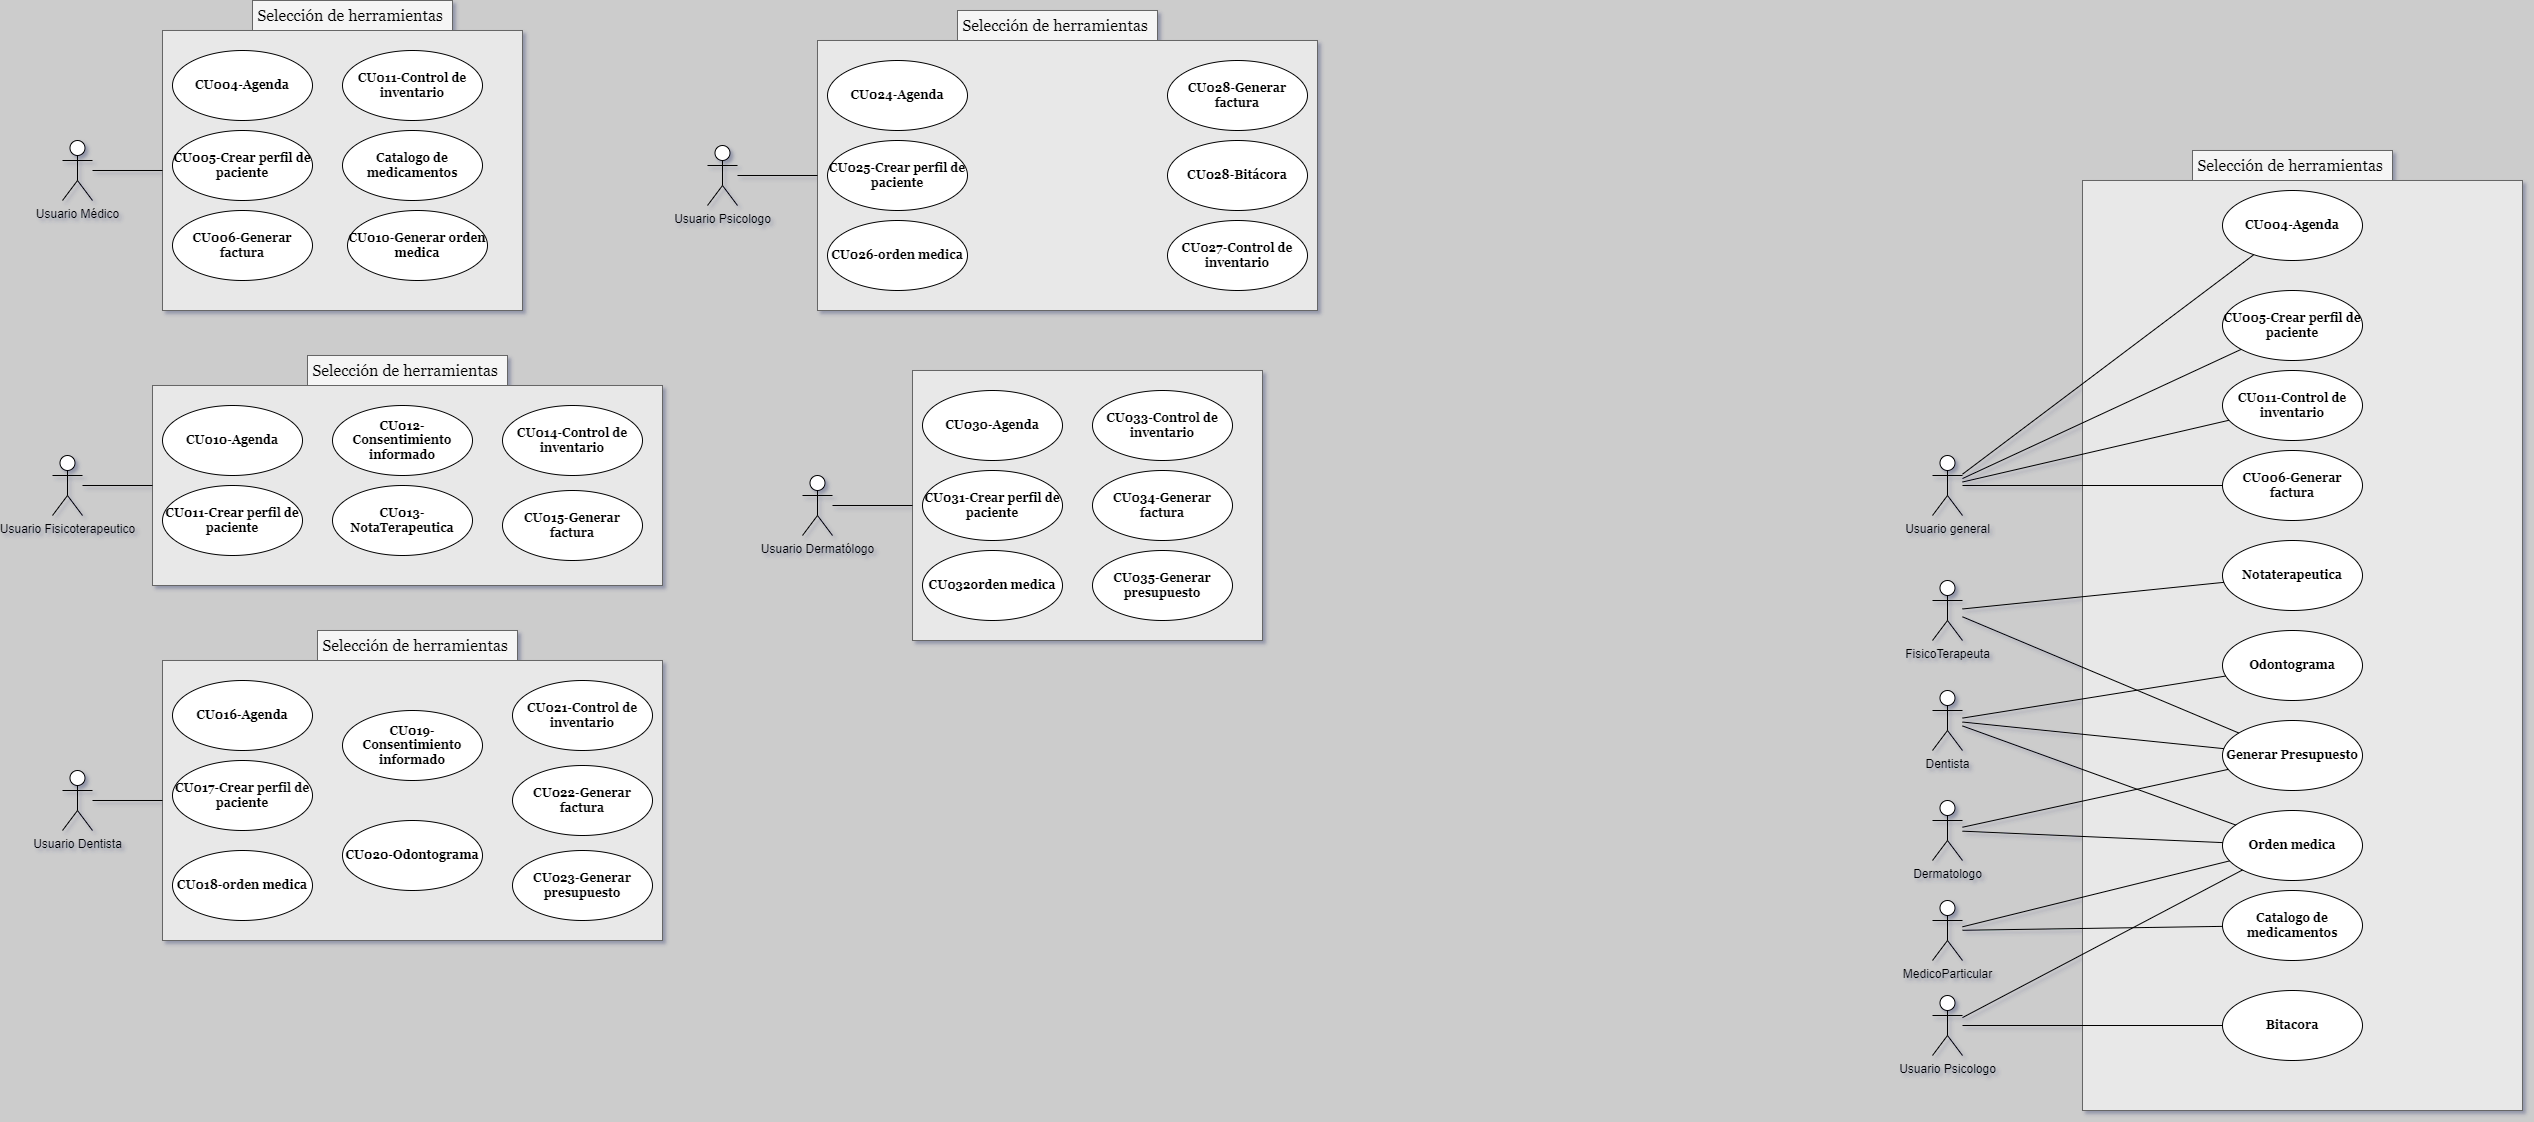 Selección de herramientas
CU004-Agenda
CU011-Control de
inventario
CU005-Crear perfil de
paciente
Catalogo de
medicamentos
CU006-Generar
factura
CU010-Generar orden
medica
Usuario Médico
Selección de herramientas
CU024-Agenda
CU028-Generar
factura
CU025-Crear perfil de
paciente
CU028-Bitácora
CU026-orden medica
CU027-Control de
inventario
Usuario Psicologo
Selección de herramientas
CU010-Agenda
CU012-
Consentimiento
informado
CU014-Control de
inventario
CU011-Crear perfil de
paciente
CU013-
NotaTerapeutica
CU015-Generar
factura
Usuario Fisicoterapeutico
CU030-Agenda
CU033-Control de
inventario
CU031-Crear perfil de
paciente
CU034-Generar
factura
CU032orden medica
CU035-Generar
presupuesto
Usuario Dermatólogo
Selección de herramientas
CU016-Agenda
CU019-
Consentimiento
informado
CU021-Control de
inventario
CU017-Crear perfil de
paciente
CU022-Generar
factura
CU018-orden medica
CU020-Odontograma
CU023-Generar
presupuesto
Usuario Dentista
Selección de herramientas
CU004-Agenda
CU005-Crear perfil de
paciente
CU011-Control de
inventario
CU006-Generar
factura
Usuario general
Notaterapeutica
FisicoTerapeuta
Odontograma
Dentista
Generar Presupuesto
Dermatologo
Orden medica
Catalogo de
medicamentos
MedicoParticular
Bitacora
Usuario Psicologo